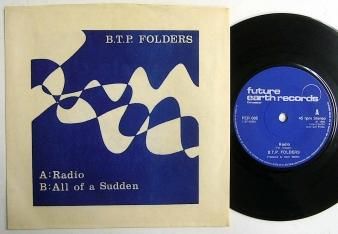 B.T.P. FOLDERS
A:Radio
B:All of a Sudden
future
earth records
45 rpm Stereo
Radio
B.T.P. FOLDERS